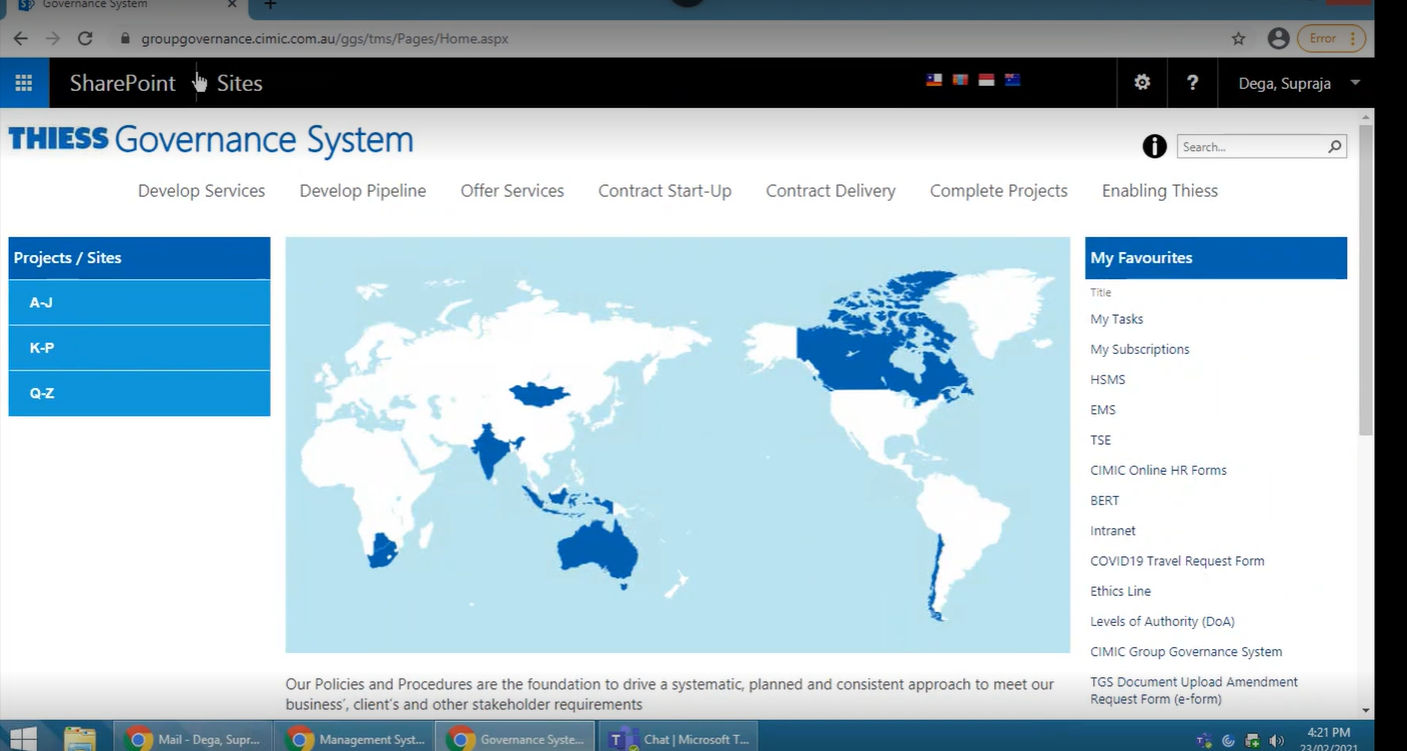 Governance System
groupgovernance.cimic.com.au/ggs/tms/Pages/Home.aspx
Error
SharePoint
Sites
?
Dega, Supraja
THIESS Governance System
i
Search...
Develop Services
Develop Pipeline
Offer Services
Contract Start-Up
Contract Delivery
Complete Projects
Enabling Thiess
Projects / Sites
A-J
K-P
Q-Z
My Favourites
Title
My Tasks
My Subscriptions
HSMS
EMS
TSE
CIMIC Online HR Forms
BERT
Intranet
COVID19 Travel Request Form
Ethics Line
Levels of Authority (DoA)
CIMIC Group Governance System
TGS Document Upload Amendment
Request Form (e-form)
Our Policies and Procedures are the foundation to drive a systematic, planned and consistent approach to meet our
business', client's and other stakeholder requirements
Mail - Dega, Supr...
Management Syst...
Governance Syste...
Chat | Microsoft T...
4:21 PM
23/02/2021